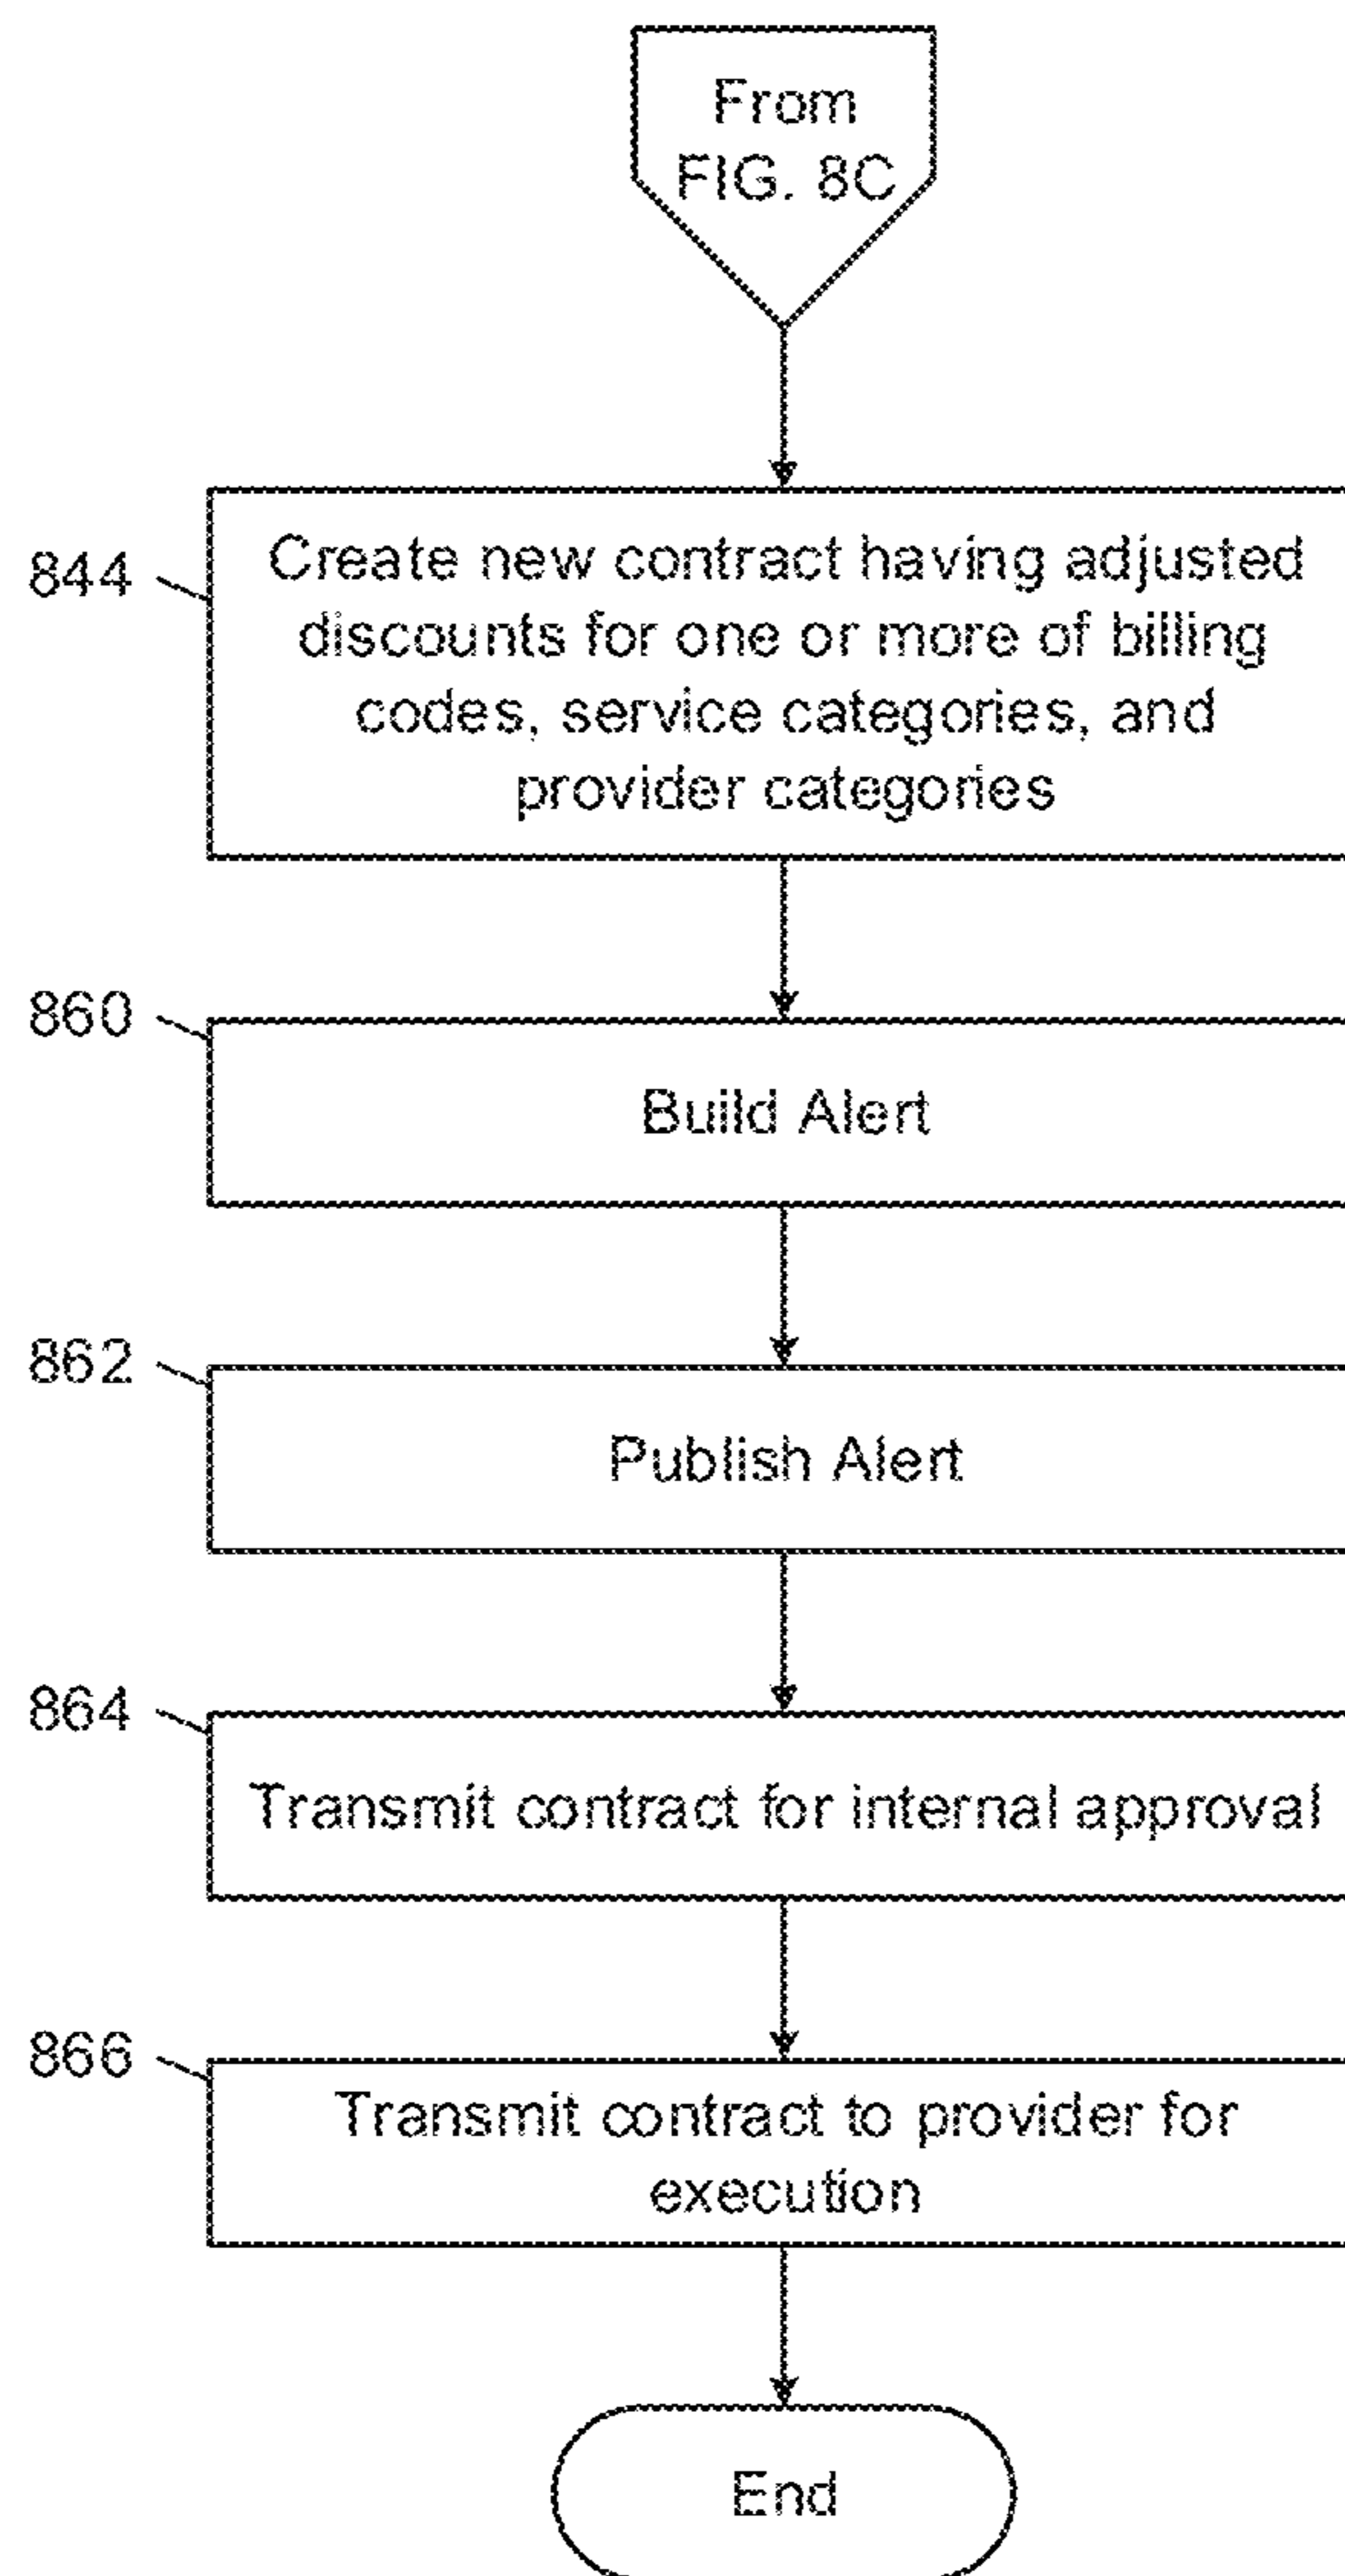 From
FIG. 8C
844
Create new contract having adjusted
discounts for one or more of billing
codes, service categories, and
provider categories
860
Build Alert
862
Publish Alert
864
Transmit contract for internal approval
866
Transmit contract to provider for
execution
End